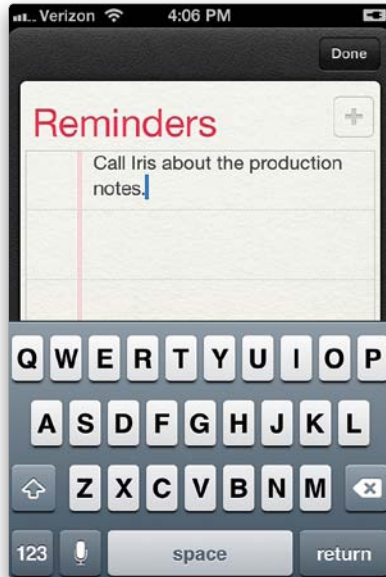 Verizon 4:06 PM
Done
Reminders
Call Iris about the production
notes.
Q W E R T Y U I O P
A S D F G H J K L
Z X C V B N M
123 space return